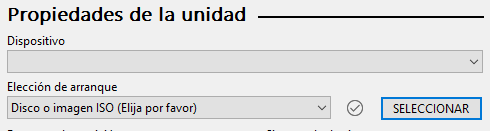 Propiedades de la unidad
Dispositivo
Elección de arranque
Disco o imagen ISO (Elija por favor) SELECCIONAR